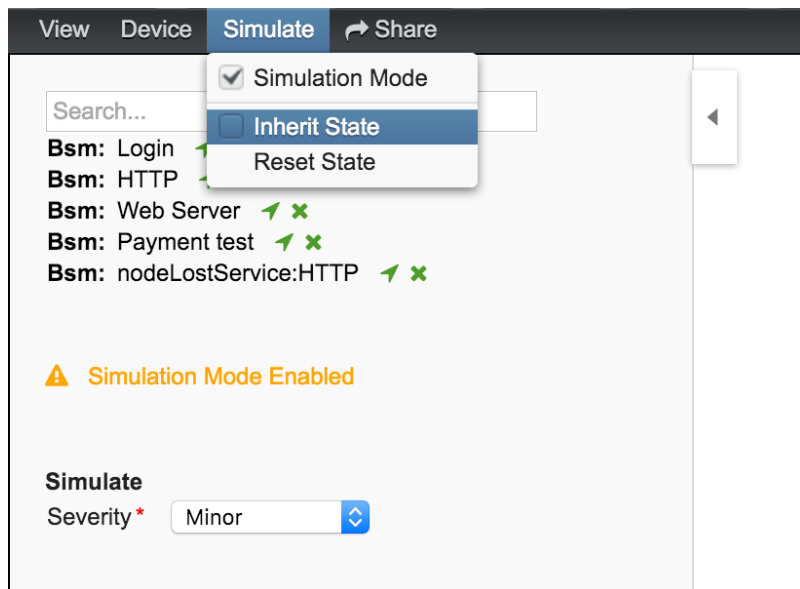 View Device Simulate Share
Simulation Mode
Search...
Inherit State
Bsm: Login
Reset State
Bsm: HTTP
Bsm: Web Server
Bsm: Payment test
Bsm: nodeLostService:HTTP
Simulation Mode Enabled
Simulate
Severity* Minor